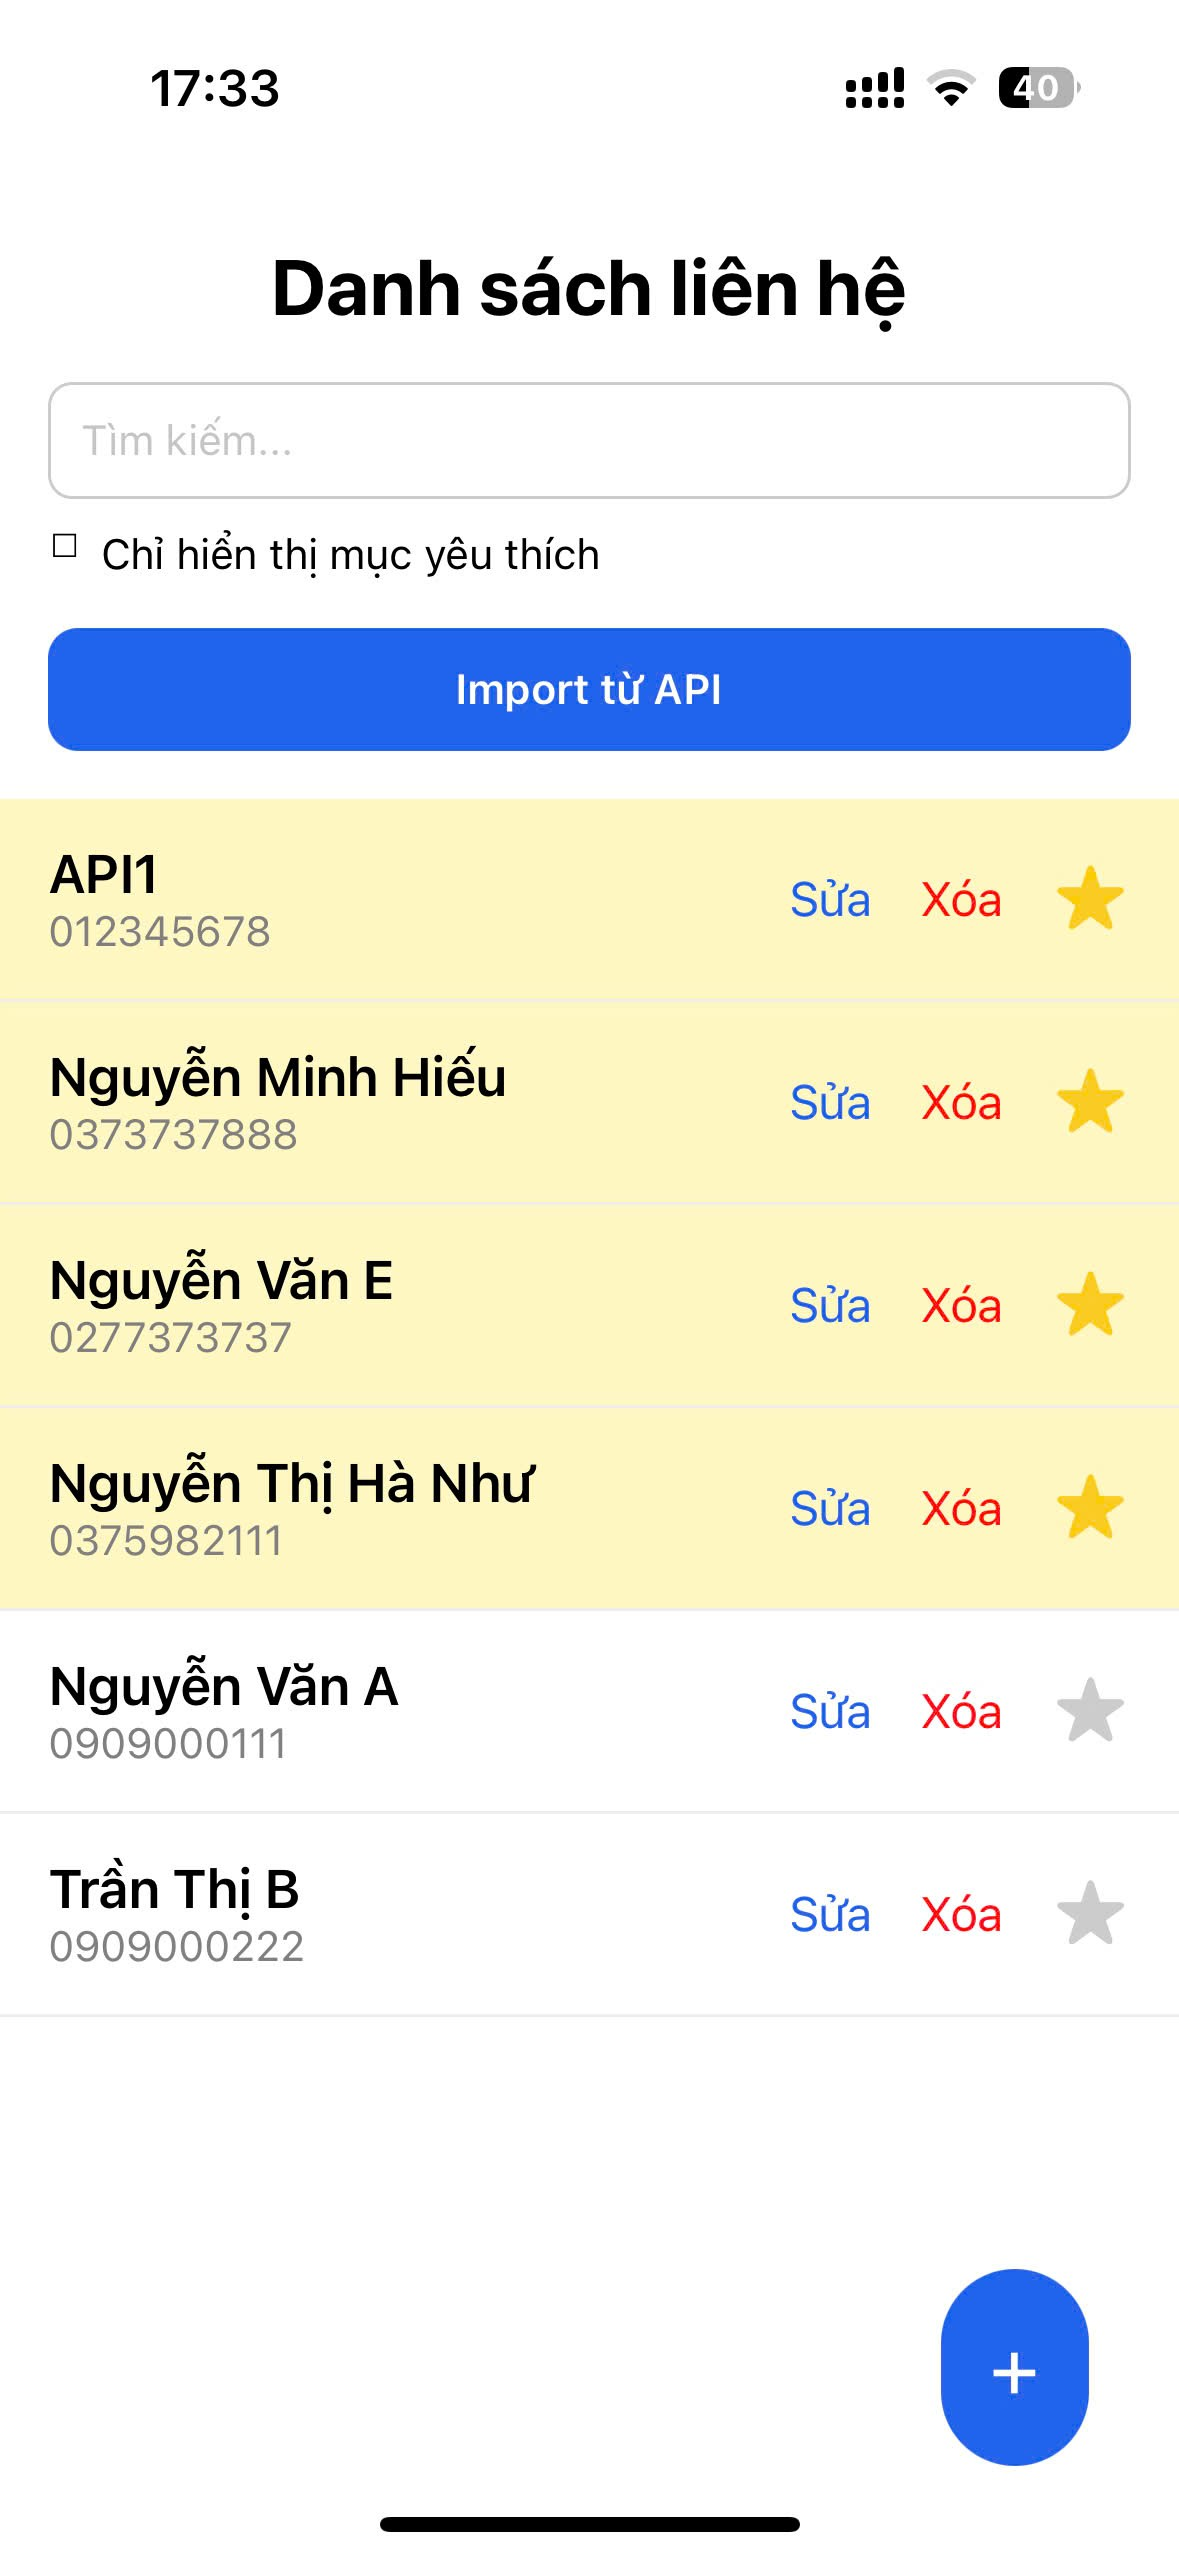 17:33
40
Danh sách liên hệ
Tìm kiếm...
Chỉ hiển thị mục yêu thích
Import từ API
API1
012345678
Sửa Xóa
Nguyễn Minh Hiếu
0373737888
Sửa Xóa
Nguyễn Văn E
0277373737
Sửa Xóa
Nguyễn Thị Hà Như
0375982111
Sửa Xóa
Nguyễn Văn A
0909000111
Sửa Xóa
Trần Thị B
0909000222
Sửa Xóa
+